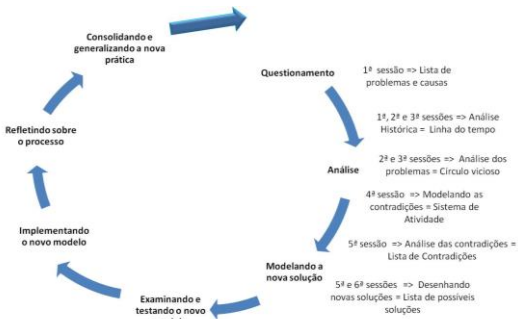 Consolidando e
generalizando a nova
prática
Questionamento
1ª sessão => Lista de
problemas e causas
1ª, 2ª e 3ª sessões => Análise
Histórica = Linha do tempo
Refletindo sobre
o processo
Análise
2ª e 3ª sessões => Análise dos
problemas = Circulo vicioso
4ª sessão => Modelando as
contradições = Sistema de
Atividade
Implementando
o novo modelo
5ª sessão => Análise das contradições =
Lista de Contradições
Modelando a
nova solução
5ª e 6ª sessões => Desenhando
novas soluções = Lista de possíveis
soluções
Examinando e
testando o novo